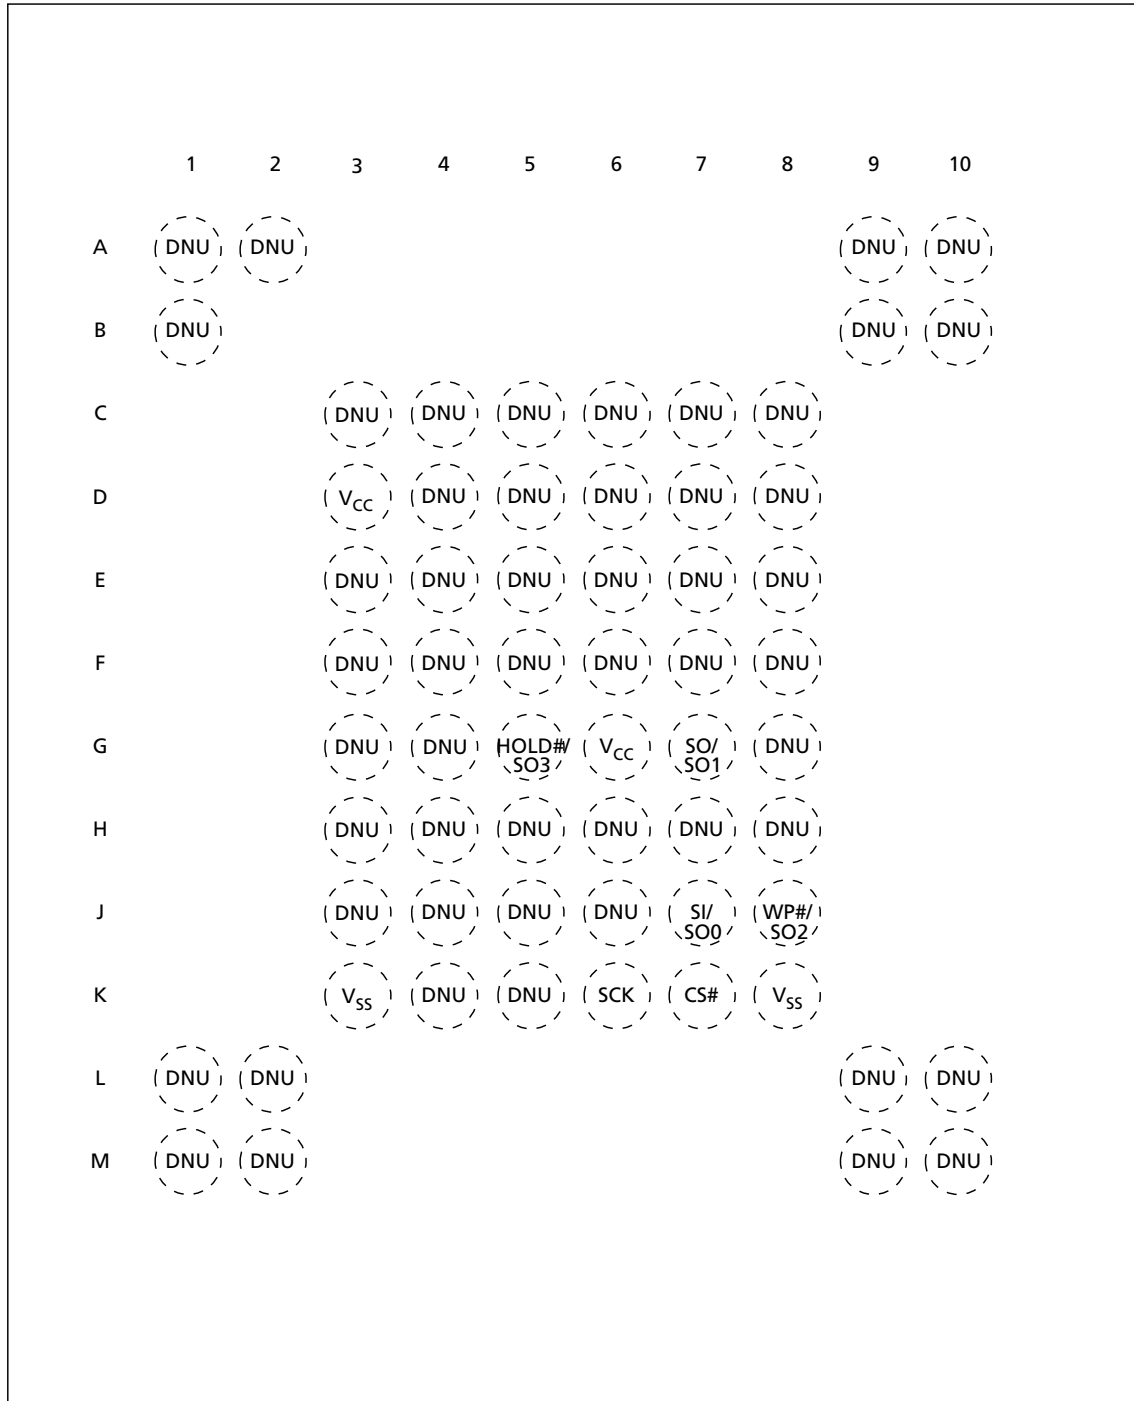 1 2 3 4 5 6 7 8 9 10
A DNU DNU DNU DNU
B DNU DNU DNU
C DNU DNU DNU DNU DNU DNU
D VCC DNU DNU DNU DNU DNU
E DNU DNU DNU DNU DNU DNU
F DNU DNU DNU DNU DNU DNU
G DNU DNU HOLD#/ VCC SO/ DNU
SO3 SO1
H DNU DNU DNU DNU DNU DNU
J DNU DNU DNU DNU SI/ WP#/
SO0 SO2
K VSS DNU DNU SCK CS# VSS
L DNU DNU DNU DNU
M DNU DNU DNU DNU